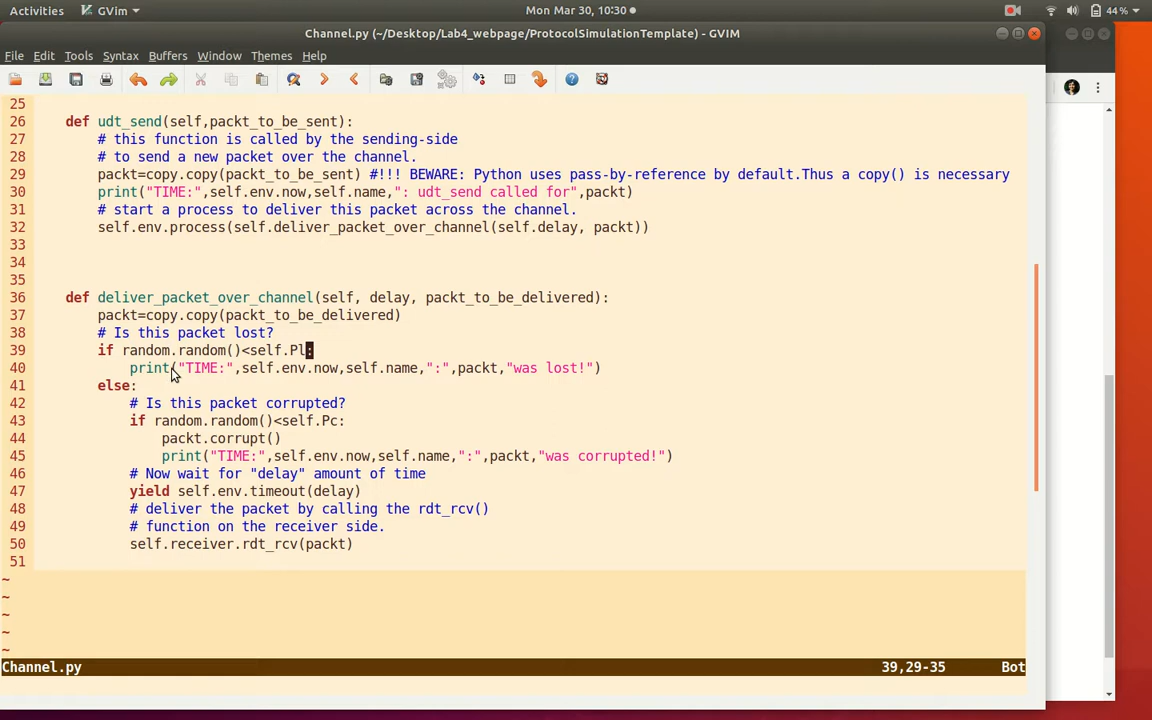 Activities GVim Mon Mar 30, 10:30 44%
Channel.py (~/Desktop/Lab4_webpage/ProtocolSimulationTemplate) - GVIM
File Edit Tools Syntax Buffers Window Themes Help
25
26     def udt_send(self,packt_to_be_sent):
27         # this function is called by the sending-side
28         # to send a new packet over the channel.
29         packt=copy.copy(packt_to_be_sent) #!!! BEWARE: Python uses pass-by-reference by default.Thus a copy() is necessary
30         print("TIME:",self.env.now,self.name,": udt_send called for",packt)
31         # start a process to deliver this packet across the channel.
32         self.env.process(self.deliver_packet_over_channel(self.delay, packt))
33
34
35
36     def deliver_packet_over_channel(self, delay, packt_to_be_delivered):
37         packt=copy.copy(packt_to_be_delivered)
38         # Is this packet lost?
39         if random.random()<self.Pl:
40             print("TIME:",self.env.now,self.name,":",packt,"was lost!")
41         else:
42             # Is this packet corrupted?
43             if random.random()<self.Pc:
44                 packt.corrupt()
45                 print("TIME:",self.env.now,self.name,":",packt,"was corrupted!")
46             # Now wait for "delay" amount of time
47             yield self.env.timeout(delay)
48             # deliver the packet by calling the rdt_rcv()
49             # function on the receiver side.
50             self.receiver.rdt_rcv(packt)
51
~
~
~
~
~
Channel.py 39,29-35 Bot